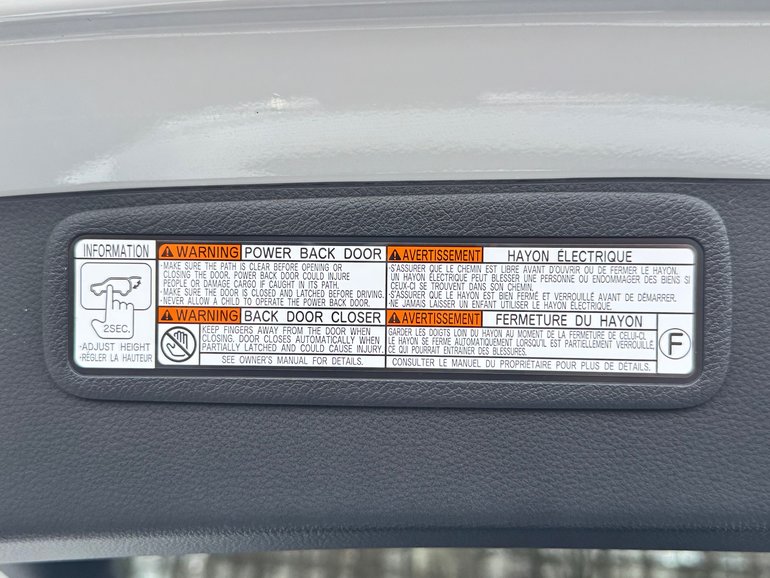 INFORMATION
2SEC.
-ADJUST HEIGHT
-RÉGLER LA HAUTEUR
WARNING POWER BACK DOOR
-MAKE SURE THE PATH IS CLEAR BEFORE OPENING OR
CLOSING THE DOOR. POWER BACK DOOR COULD INJURE
PEOPLE OR DAMAGE CARGO IF CAUGHT IN ITS PATH.
-MAKE SURE THE DOOR IS CLOSED AND LATCHED BEFORE DRIVING.
-NEVER ALLOW A CHILD TO OPERATE THE POWER BACK DOOR.
WARNING BACK DOOR CLOSER
KEEP FINGERS AWAY FROM THE DOOR WHEN
CLOSING, DOOR CLOSES AUTOMATICALLY WHEN
PARTIALLY LATCHED AND COULD CAUSE INJURY.
SEE OWNER'S MANUAL FOR DETAILS.
AVERTISSEMENT HAYON ÉLECTRIQUE
-S'ASSURER QUE LE CHEMIN EST LIBRE AVANT D'OUVRIR OU DE FERMER LE HAYON.
UN HAYON ÉLECTRIQUE PEUT BLESSER UNE PERSONNE OU ENDOMMAGER DES BIENS SI
CEUX-CI SE TROUVENT DANS SON CHEMIN.
-S'ASSURER QUE LE HAYON EST BIEN FERMÉ ET VERROUILLÉ AVANT DE DÉMARRER.
-NE JAMAIS LAISSER UN ENFANT UTILISER LE HAYON ÉLECTRIQUE.
AVERTISSEMENT FERMETURE DU HAYON
GARDER LES DOIGTS LOIN DU HAYON AU MOMENT DE LA FERMETURE DE CELUI-CI.
LE HAYON SE FERME AUTOMATIQUEMENT LORSQU'IL EST PARTIELLEMENT VERROUILLÉ,
CE QUI POURRAIT ENTRAÎNER DES BLESSURES.
CONSULTER LE MANUEL DU PROPRIÉTAIRE POUR PLUS DE DÉTAILS.
F